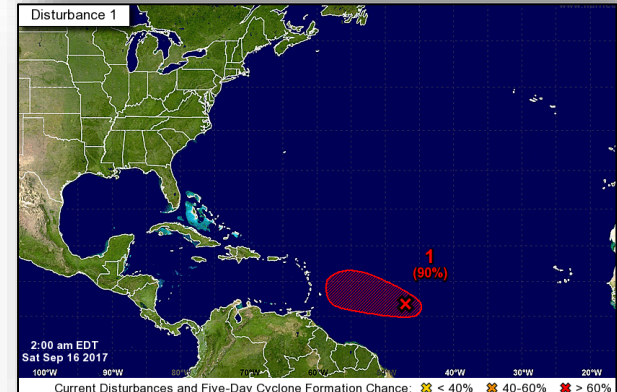 Disturbance 1
1
(90%)
2:00 am EDT
Sat Sep 16 2017
100°W 90°W 80°W 70°W 60°W 40°W 30°W 20°W
Current Disturbances and Five-Day Cyclone Formation Chance: < 40% 40-60% > 60%